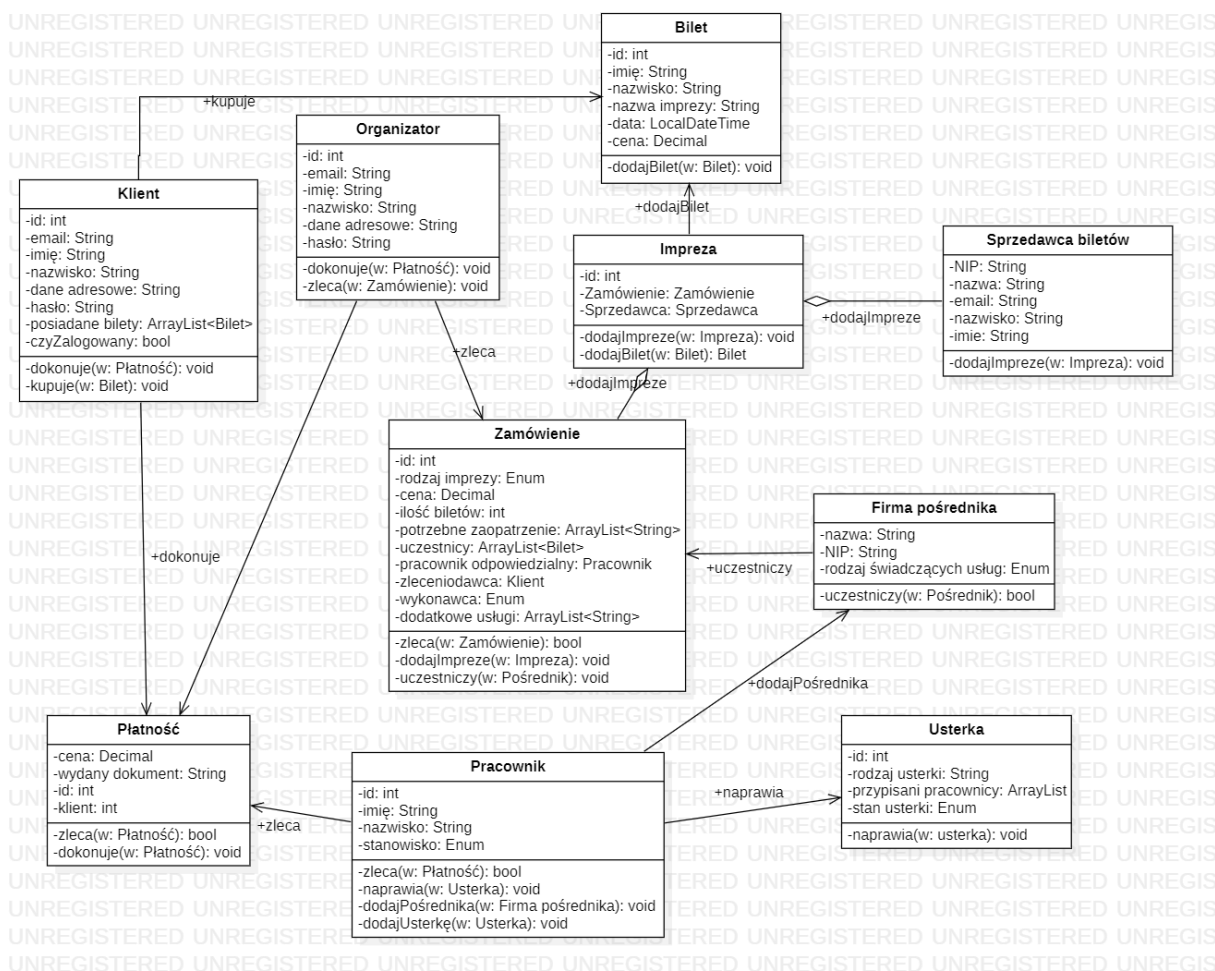 UNREGISTERED UNREGISTERED UNREGISTERED UNREGISTERED UNREGISTERED UNREGISTERED
Bilet
-id: int
-imię: String
-nazwisko: String
-nazwa imprezy: String
-data: LocalDateTime
-cena: Decimal
-dodajBilet(w: Bilet): void
+kupuje
Organizator
-id: int
-email: String
-imię: String
-nazwisko: String
-dane adresowe: String
-hasło: String
-dokonuje(w: Płatność): void
-zleca(w: Zamówienie): void
Klient
-id: int
-email: String
-imię: String
-nazwisko: String
-dane adresowe: String
-hasło: String
-posiadane bilety: ArrayList<Bilet>
-czyZalogowany: bool
-dokonuje(w: Płatność): void
-kupuje(w: Bilet): void
+dodajBilet
Impreza
-id: int
-Zamówienie: Zamówienie
-Sprzedawca: Sprzedawca
-dodajImpreze(w: Impreza): void
-dodajBilet(w: Bilet): Bilet
Sprzedawca biletów
-NIP: String
-nazwa: String
-email: String
-nazwisko: String
-imie: String
-dodajImpreze(w: Impreza): void
+dodajImpreze
+zleca
+dodajImpreze
Zamówienie
-id: int
-rodzaj imprezy: Enum
-cena: Decimal
-ilość biletów: int
-potrzebne zaopatrzenie: ArrayList<String>
-uczestnicy: ArrayList<Bilet>
-pracownik odpowiedzialny: Pracownik
-zleceniodawca: Klient
-wykonawca: Enum
-dodatkowe usługi: ArrayList<String>
-zleca(w: Zamówienie): bool
-dodajImpreze(w: Impreza): void
-uczestniczy(w: Pośrednik): void
Firma pośrednika
-nazwa: String
-NIP: String
-rodzaj świadczących usług: Enum
-uczestniczy(w: Pośrednik): bool
+uczestniczy
+dokonuje
+dodajPośrednika
Płatność
-cena: Decimal
-wydany dokument: String
-id: int
-klient: int
-zleca(w: Płatność): bool
-dokonuje(w: Płatność): void
+zleca
Pracownik
-id: int
-imię: String
-nazwisko: String
-stanowisko: Enum
-zleca(w: Płatność): bool
-naprawia(w: Usterka): void
-dodajPośrednika(w: Firma pośrednika): void
-dodajUsterkę(w: Usterka): void
+naprawia
Usterka
-id: int
-rodzaj usterki: String
-przypisani pracownicy: ArrayList
-stan usterki: Enum
-naprawia(w: usterka): void